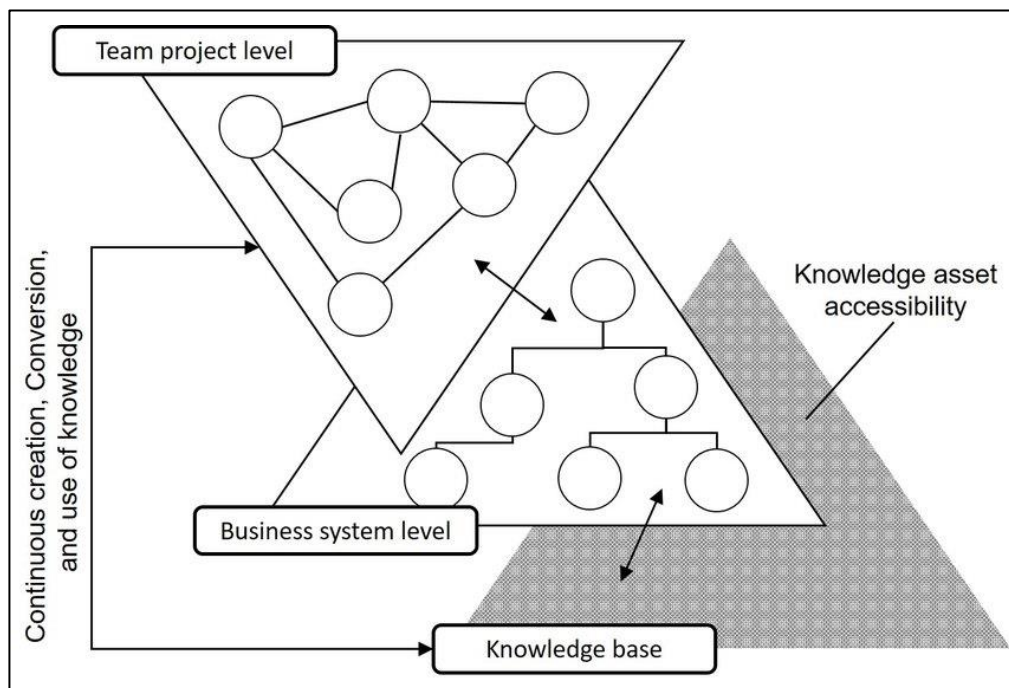 Team project level
Knowledge asset
accessibility
Continuous creation, Conversion,
and use of knowledge
Business system level
Knowledge base